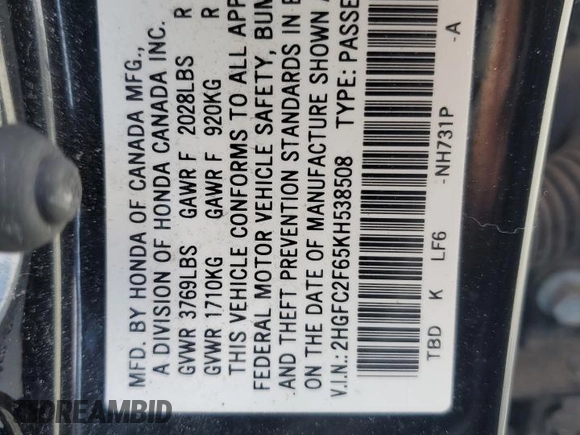 MFD. BY HONDA OF CANADA MFG.,
A DIVISION OF HONDA CANADA INC.
GVWR 3769LBS GAWR F 2028LBS R
GVWR 1710KG GAWR F 920KG R
THIS VEHICLE CONFORMS TO ALL APP
FEDERAL MOTOR VEHICLE SAFETY, BUM
AND THEFT PREVENTION STANDARDS IN E
ON THE DATE OF MANUFACTURE SHOWN A
V.I.N.: 2HGFC2F65KH538508 TYPE: PASSE
TBD K LF6 -NH731P -A
DREAMBID